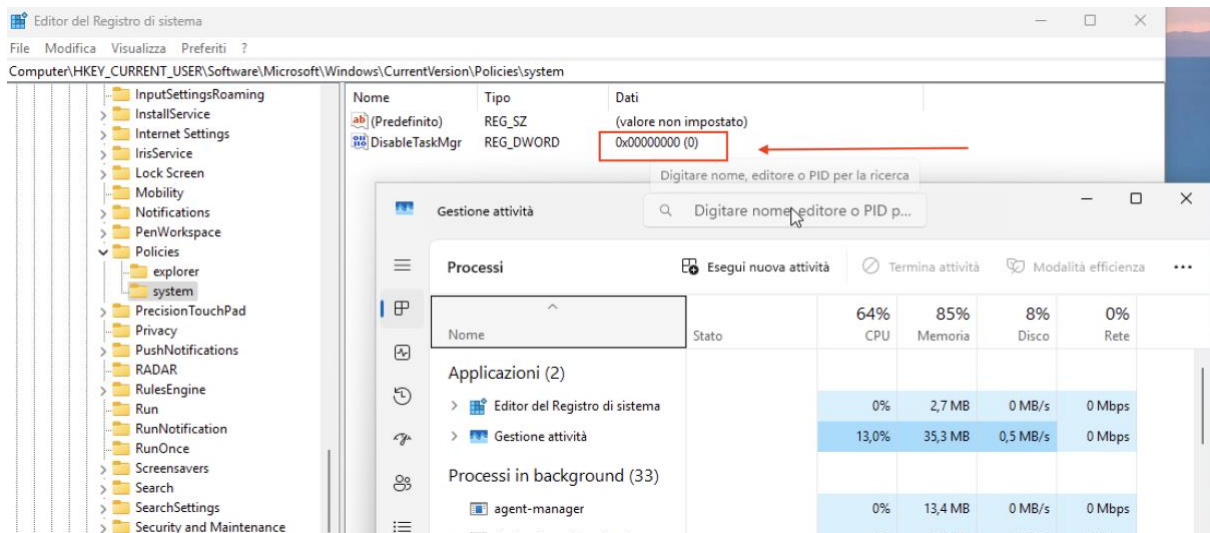 Editor del Registro di sistema
File Modifica Visualizza Preferiti ?
Computer\HKEY_CURRENT_USER\Software\Microsoft\Windows\CurrentVersion\Policies\system
InputSettingsRoaming
InstallService
Internet Settings
IrisService
Lock Screen
Mobility
Notifications
PenWorkspace
Policies
explorer
system
PrecisionTouchPad
Privacy
PushNotifications
RADAR
RulesEngine
Run
RunNotification
RunOnce
Screensavers
Search
SearchSettings
Security and Maintenance
Nome Tipo Dati
ab (Predefinito) REG_SZ (valore non impostato)
DisableTaskMgr REG_DWORD 0x00000000 (0)
Digitare nome, editore o PID per la ricerca
Gestione attività Digitare nome, editore o PID p...
Processi Esegui nuova attività Termina attività Modalità efficienza ...
64% 85% 8% 0%
Nome Stato CPU Memoria Disco Rete
Applicazioni (2)
Editor del Registro di sistema 0% 2,7 MB 0 MB/s 0 Mbps
Gestione attività 13,0% 35,3 MB 0,5 MB/s 0 Mbps
Processi in background (33)
agent-manager 0% 13,4 MB 0 MB/s 0 Mbps